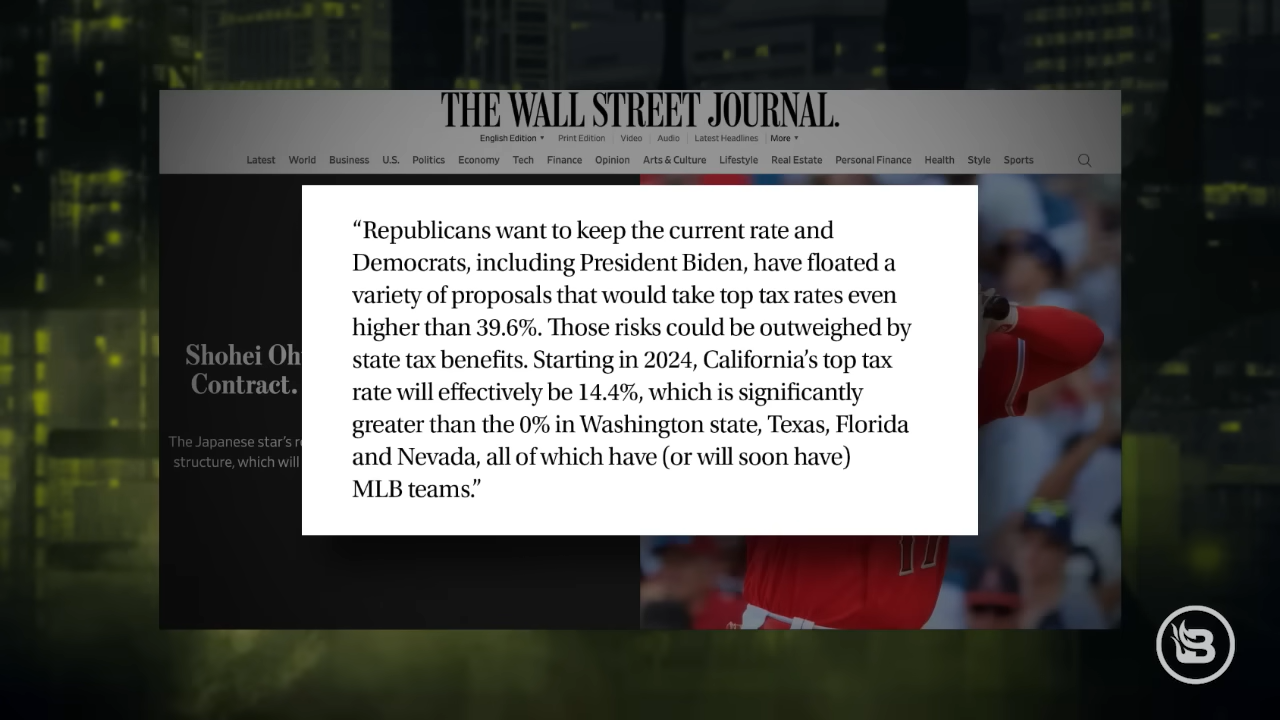 THE WALL STREET JOURNAL.
English Edition Print Edition Video Audio Latest Headlines More
Latest World Business U.S. Politics Economy Tech Finance Opinion Arts & Culture Lifestyle Real Estate Personal Finance Health Style Sports
“Republicans want to keep the current rate and
Democrats, including President Biden, have floated a
variety of proposals that would take top tax rates even
higher than 39.6%. Those risks could be outweighed by
state tax benefits. Starting in 2024, California’s top tax
rate will effectively be 14.4%, which is significantly
greater than the 0% in Washington state, Texas, Florida
and Nevada, all of which have (or will soon have)
MLB teams.”
Shohei
Contract.
The Japanese star’s
structure, which will
17
B